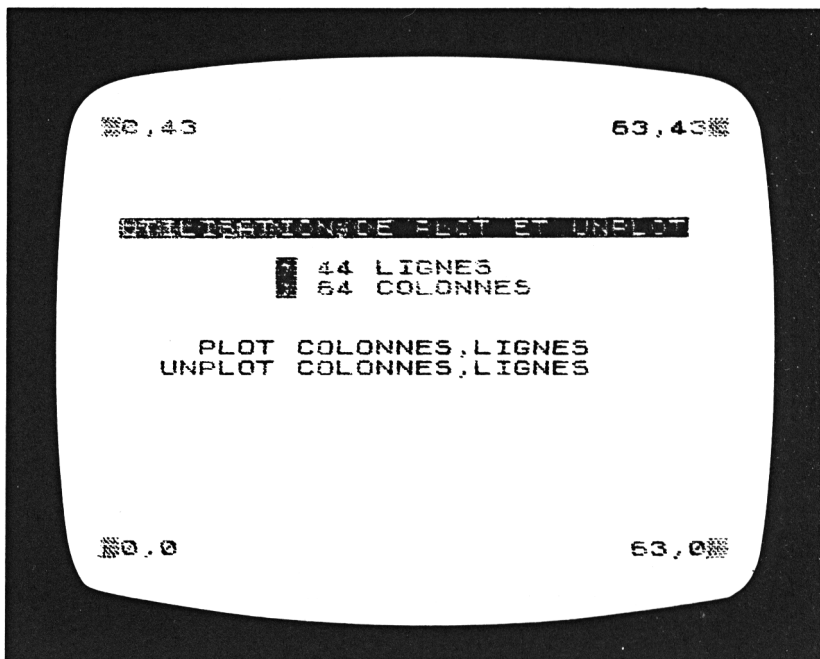 0,43 63,43
UTILISATION DE PLOT ET UNPLOT
* 44 LIGNES
* 64 COLONNES
PLOT COLONNES,LIGNES
UNPLOT COLONNES,LIGNES
0,0 63,0